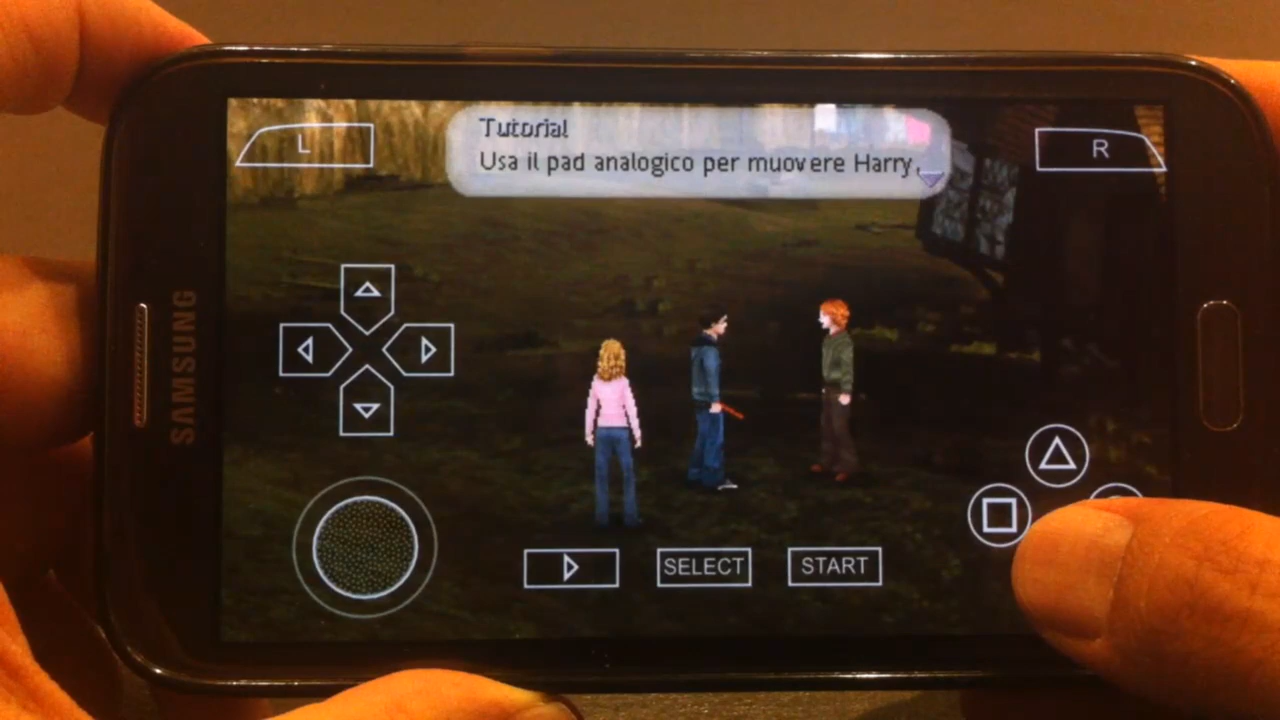 Tutorial
Usa il pad analogico per muovere Harry,
L
R
SAMSUNG
SELECT
START